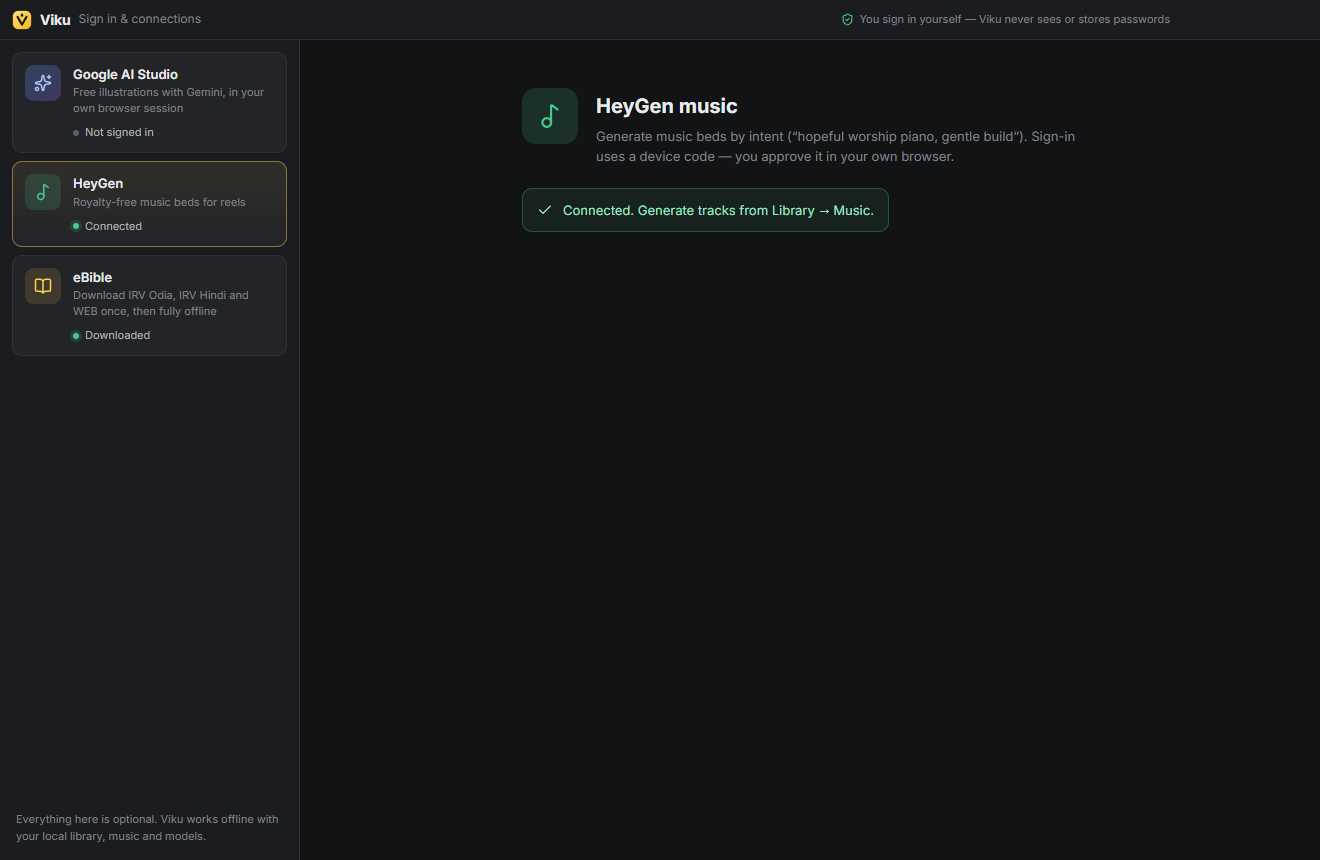 Viku Sign in & connections
You sign in yourself — Viku never sees or stores passwords
Google AI Studio
Free illustrations with Gemini, in your
own browser session
Not signed in
HeyGen
Royalty-free music beds for reels
Connected
eBible
Download IRV Odia, IRV Hindi and
WEB once, then fully offline
Downloaded
Everything here is optional. Viku works offline with
your local library, music and models.
HeyGen music
Generate music beds by intent (“hopeful worship piano, gentle build”). Sign-in
uses a device code — you approve it in your own browser.
Connected. Generate tracks from Library → Music.